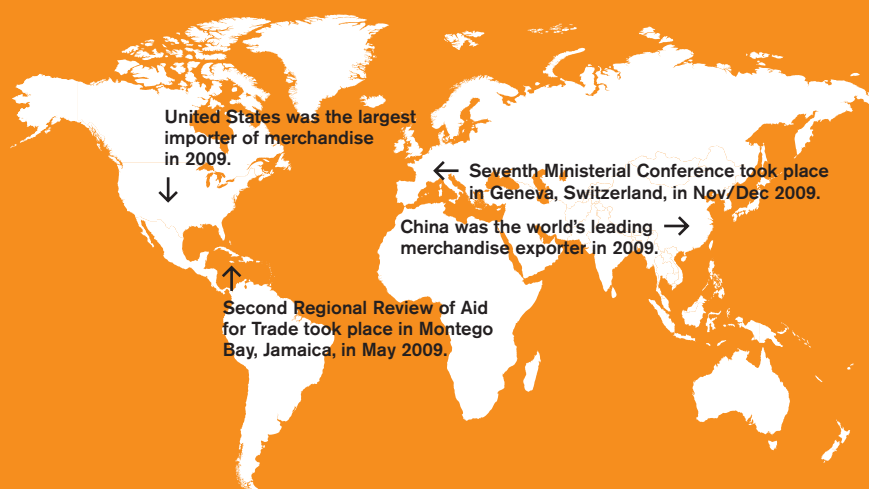 United States was the largest
importer of merchandise
in 2009.
Seventh Ministerial Conference took place
in Geneva, Switzerland, in Nov/Dec 2009.
China was the world’s leading
merchandise exporter in 2009.
Second Regional Review of Aid
for Trade took place in Montego
Bay, Jamaica, in May 2009.